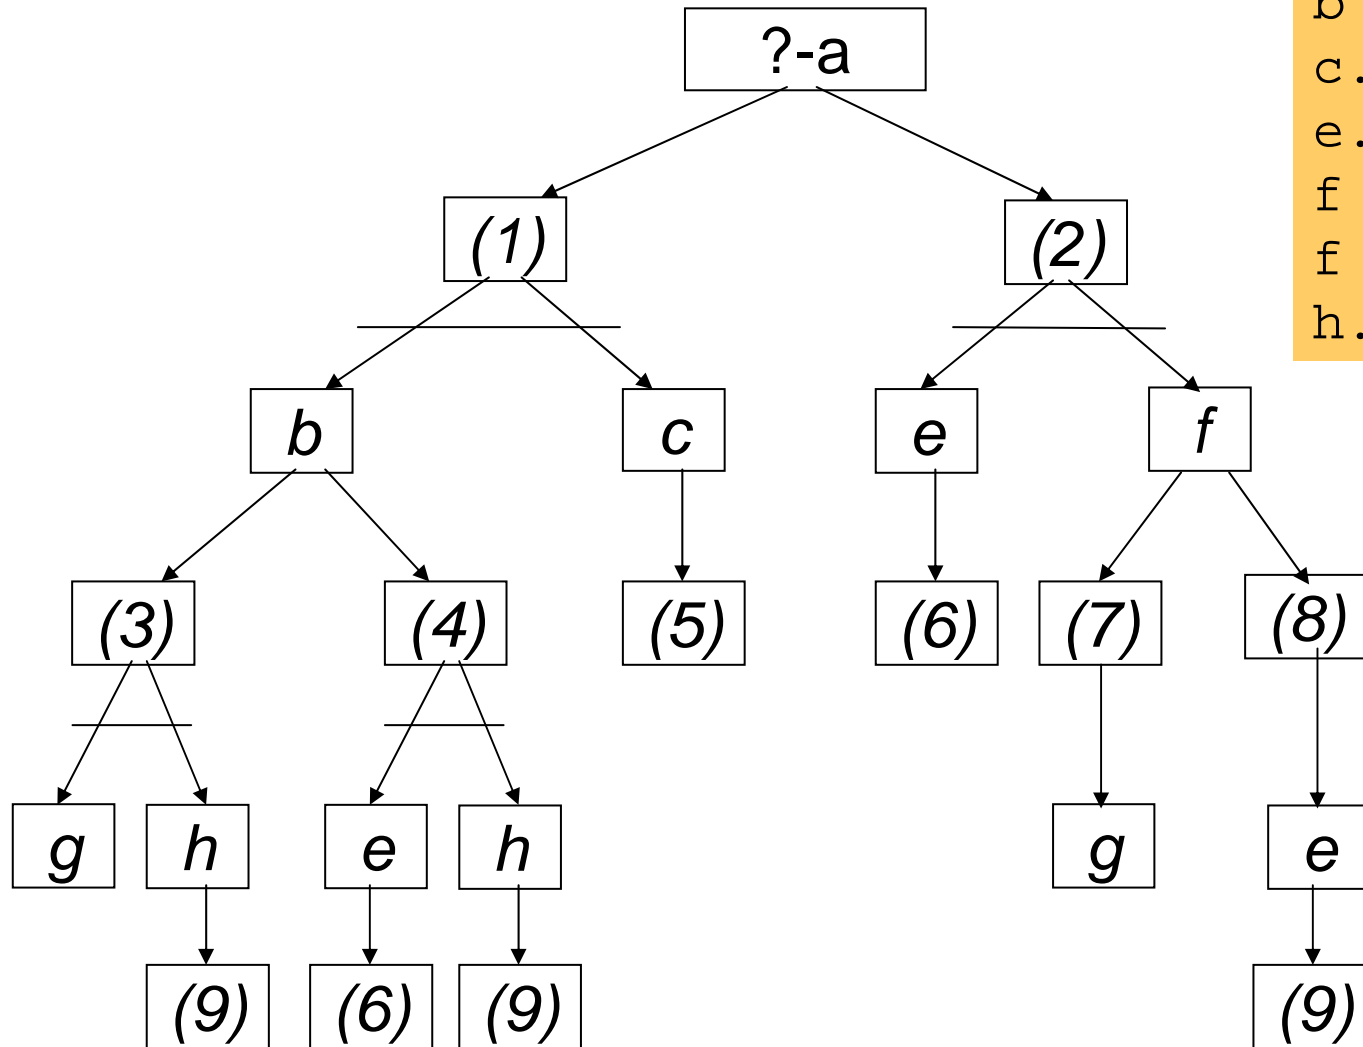 ?-a
b
c.
e.
f
f
h.
(1) (2)
b c e f
(3) (4) (5) (6) (7) (8)
g h e h g e
(9) (6) (9) (9)